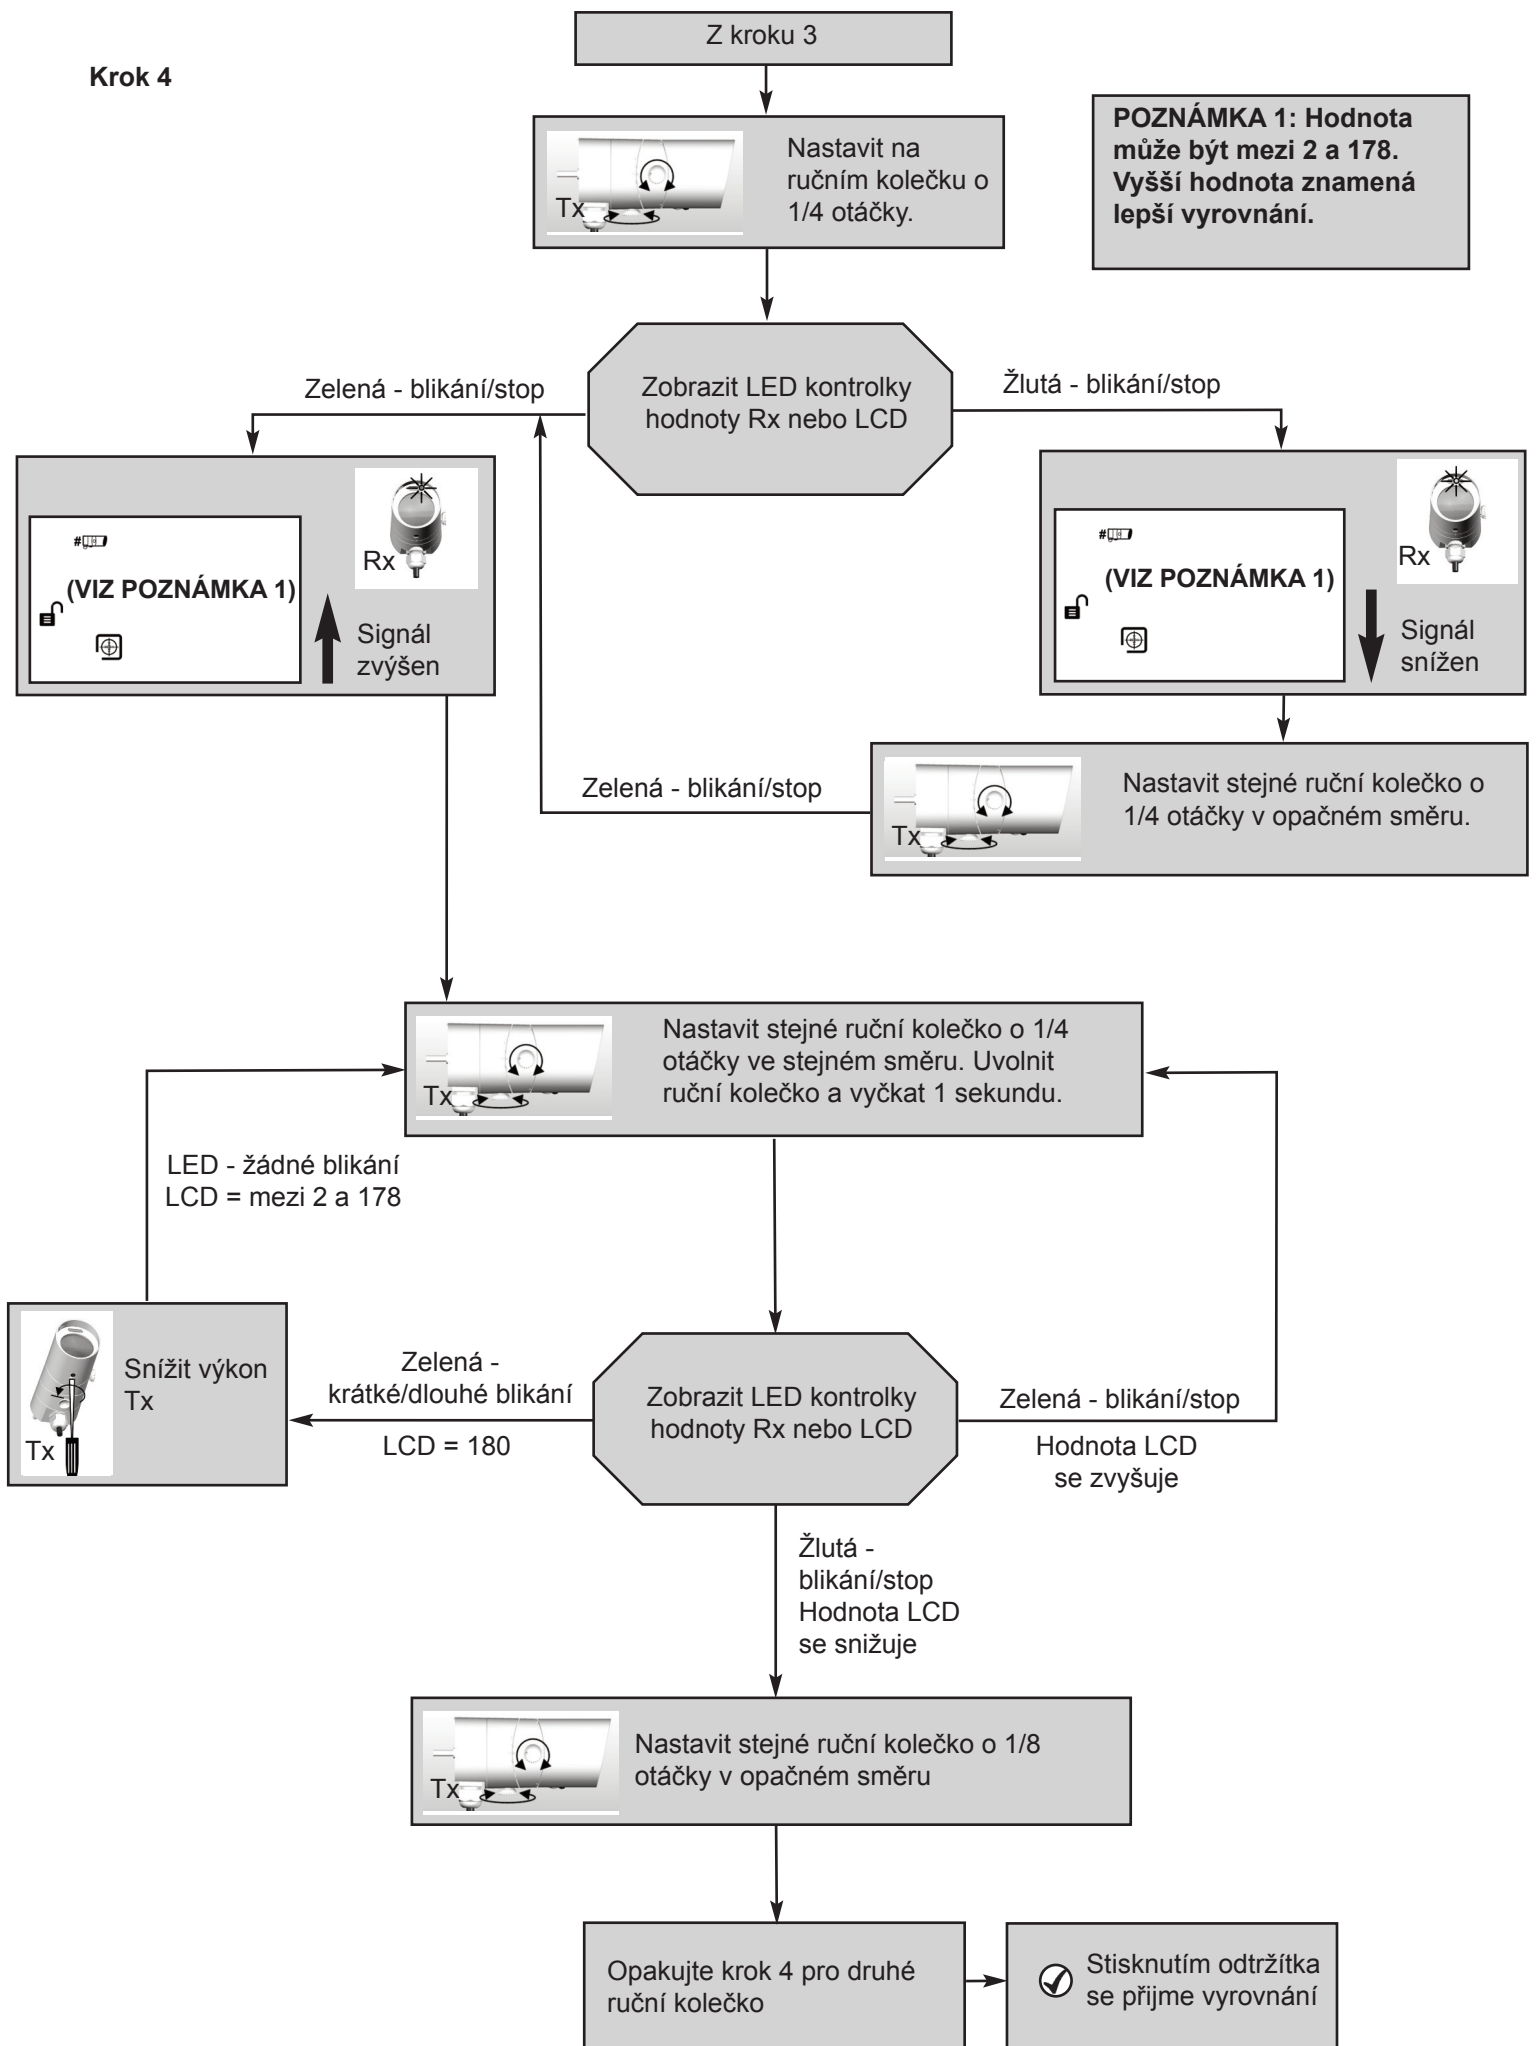 Z kroku 3
Krok 4
POZNÁMKA 1: Hodnota
může být mezi 2 a 178.
Vyšší hodnota znamená
lepší vyrovnání.
Nastavit na
ručním kolečku o
1/4 otáčky.
Tx
Zobrazit LED kontrolky
hodnoty Rx nebo LCD
Zelená - blikání/stop
Žlutá - blikání/stop
#
(VIZ POZNÁMKA 1)
Rx
Signál
zvýšen
#
(VIZ POZNÁMKA 1)
Rx
Signál
snížen
Zelená - blikání/stop
Tx
Nastavit stejné ruční kolečko o
1/4 otáčky v opačném směru.
Tx
Nastavit stejné ruční kolečko o 1/4
otáčky ve stejném směru. Uvolnit
ruční kolečko a vyčkat 1 sekundu.
LED - žádné blikání
LCD = mezi 2 a 178
Snížit výkon
Tx
Tx
Zelená -
krátké/dlouhé blikání
LCD = 180
Zobrazit LED kontrolky
hodnoty Rx nebo LCD
Zelená - blikání/stop
Hodnota LCD
se zvyšuje
Žlutá -
blikání/stop
Hodnota LCD
se snižuje
Tx
Nastavit stejné ruční kolečko o 1/8
otáčky v opačném směru
Opakujte krok 4 pro druhé
ruční kolečko
Stisknutím odtržítka
se přijme vyrovnání